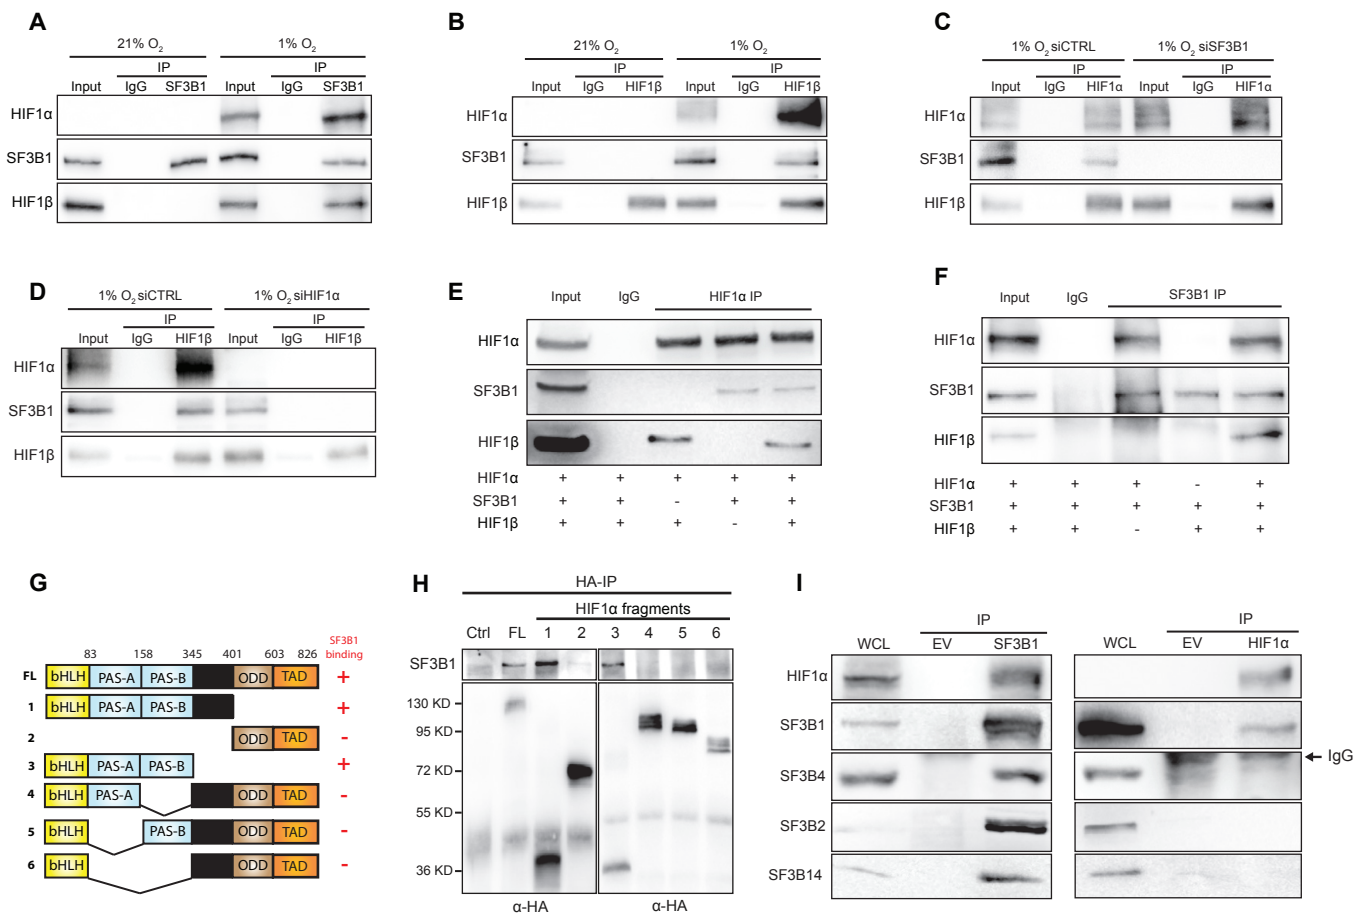 A
21% O2 1% O2
IP IP
Input IgG SF3B1 Input IgG SF3B1
HIF1α
SF3B1
HIF1β
B
21% O2 1% O2
IP IP
Input IgG HIF1β Input IgG HIF1β
HIF1α
SF3B1
HIF1β
C
1% O2 siCTRL 1% O2 siSF3B1
IP IP
Input IgG HIF1α Input IgG HIF1α
HIF1α
SF3B1
HIF1β
D
1% O2 siCTRL 1% O2 siHIF1α
IP IP
Input IgG HIF1β Input IgG HIF1β
HIF1α
SF3B1
HIF1β
E
Input IgG HIF1α IP
HIF1α
SF3B1
HIF1β
HIF1α + + + + +
SF3B1 + + - + +
HIF1β + + + - +
F
Input IgG SF3B1 IP
HIF1α
SF3B1
HIF1β
HIF1α + + + - +
SF3B1 + + + + +
HIF1β + + - + +
G
SF3B1
binding
83 158 345 401 603 826
FL bHLH PAS-A PAS-B ODD TAD +
1 bHLH PAS-A PAS-B +
2 ODD TAD -
3 bHLH PAS-A PAS-B +
4 bHLH PAS-A ODD TAD -
5 bHLH PAS-B ODD TAD -
6 bHLH ODD TAD -
H
HA-IP
HIF1α fragments
Ctrl FL 1 2 3 4 5 6
SF3B1
130 KD
95 KD
72 KD
55 KD
36 KD
α-HA α-HA
I
IP IP
WCL EV SF3B1 WCL EV HIF1α
HIF1α
SF3B1
IgG
SF3B4
SF3B2
SF3B14